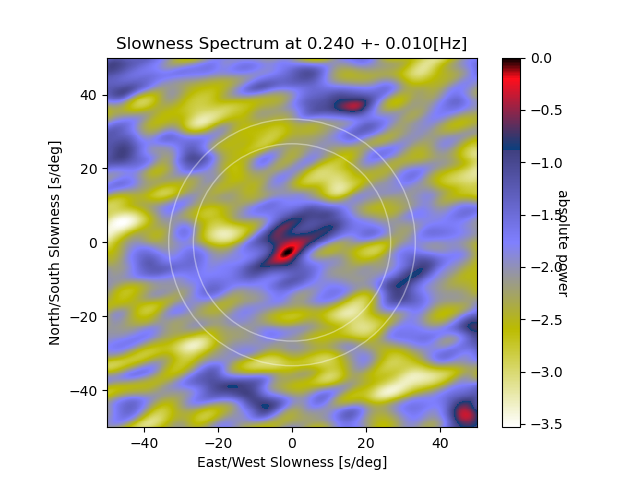 Slowness Spectrum at 0.240 +- 0.010[Hz]
North/South Slowness [s/deg]
40
20
0
−20
−40
−40 −20 0 20 40
East/West Slowness [s/deg]
0.0
−0.5
−1.0
−1.5
−2.0
−2.5
−3.0
−3.5
absolute power